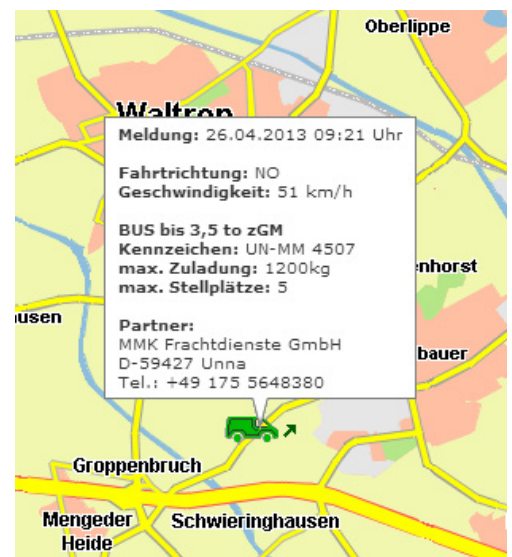 Oberlippe
Waltrop
Meldung: 26.04.2013 09:21 Uhr
Fahrtrichtung: NO
Geschwindigkeit: 51 km/h
BUS bis 3,5 to zGM
Kennzeichen: UN-MM 4507
max. Zuladung: 1200kg
max. Stellplätze: 5
Partner:
MMK Frachtdienste GmbH
D-59427 Unna
Tel.: +49 175 5648380
enhorst
usen
bauer
Groppenbruch
Mengeder
Heide
Schwieringhausen